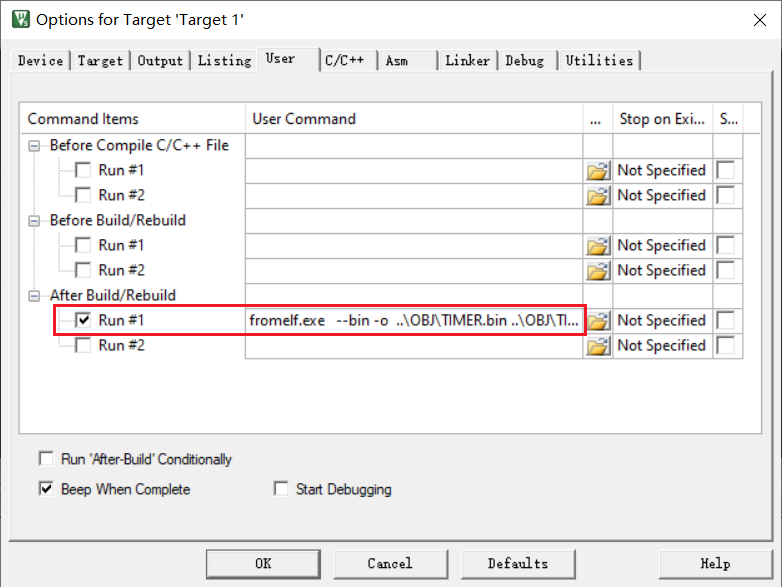 Options for Target 'Target 1'
Device Target Output Listing User C/C++ Asm Linker Debug Utilities
Command Items User Command ... Stop on Exi... S...
Before Compile C/C++ File
Run #1 Not Specified
Run #2 Not Specified
Before Build/Rebuild
Run #1 Not Specified
Run #2 Not Specified
After Build/Rebuild
Run #1 fromelf.exe --bin -o ..\OBJ\TIMER.bin ..\OBJ\TI... Not Specified
Run #2 Not Specified
Run 'After-Build' Conditionally
Beep When Complete Start Debugging
OK Cancel Defaults Help